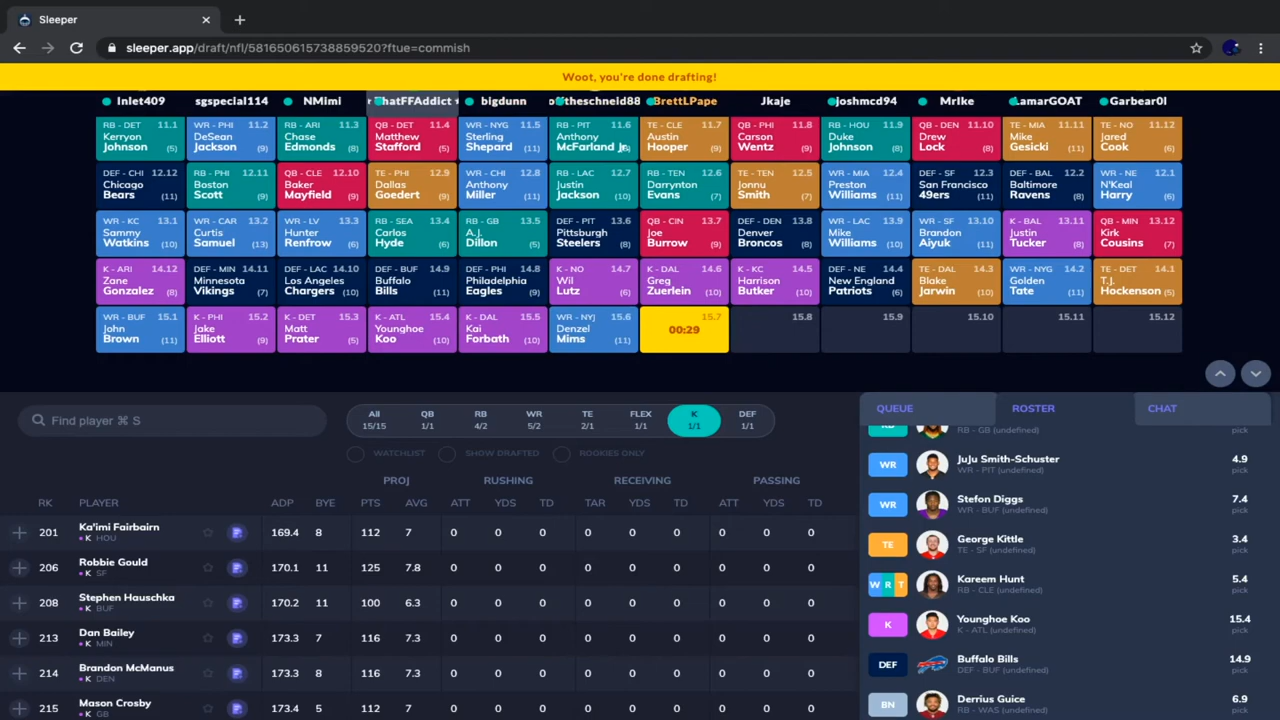 Sleeper
sleeper.app/draft/nfl/581650615738859520?ftue=commish
Woot, you're done drafting!
Inlet409 sgspecial114 NMimi hatFFAddict bigdunn theschneid88 BrettLPape Jkaje joshmcd94 Mrlke LamarGOAT Garbear0l
RB - DET 11.1 WR - PHI 11.2 RB - ARI 11.3 QB - DET 11.4 WR - NYG 11.5 RB - PIT 11.6 TE - CLE 11.7 QB - PHI 11.8 RB - HOU 11.9 QB - DEN 11.10 TE - MIA 11.11 TE - NO 11.12
Kerryon DeSean Chase Matthew Sterling Anthony Austin Carson Duke Drew Mike Jared
Johnson (5) Jackson (9) Edmonds (8) Stafford (5) Shepard (11) McFarland Jr. Hooper (9) Wentz (9) Johnson (8) Lock (8) Gesicki (11) Cook (6)
DEF - CHI 12.12 RB - PHI 12.11 QB - CLE 12.10 TE - PHI 12.9 WR - CHI 12.8 RB - LAC 12.7 RB - TEN 12.6 TE - TEN 12.5 WR - MIA 12.4 DEF - SF 12.3 DEF - BAL 12.2 WR - NE 12.1
Chicago Boston Baker Dallas Anthony Justin Darrynton Jonnu Preston San Francisco Baltimore N'Keal
Bears (11) Scott (9) Mayfield (9) Goedert (9) Miller (11) Jackson (10) Evans (7) Smith (7) Williams (11) 49ers (11) Ravens (8) Harry (6)
WR - KC 13.1 WR - CAR 13.2 WR - LV 13.3 RB - SEA 13.4 RB - GB 13.5 DEF - PIT 13.6 QB - CIN 13.7 DEF - DEN 13.8 WR - LAC 13.9 WR - SF 13.10 K - BAL 13.11 QB - MIN 13.12
Sammy Curtis Hunter Carlos A.J. Pittsburgh Joe Denver Mike Brandon Justin Kirk
Watkins (10) Samuel (13) Renfrow (6) Hyde (6) Dillon (5) Steelers (8) Burrow (9) Broncos (8) Williams (10) Aiyuk (11) Tucker (8) Cousins (7)
K - ARI 14.12 DEF - MIN 14.11 DEF - LAC 14.10 DEF - BUF 14.9 DEF - PHI 14.8 K - NO 14.7 K - DAL 14.6 K - KC 14.5 DEF - NE 14.4 TE - DAL 14.3 WR - NYG 14.2 TE - DET 14.1
Zane Minnesota Los Angeles Buffalo Philadelphia Wil Greg Harrison New England Blake Golden T.J.
Gonzalez (8) Vikings (7) Chargers (10) Bills (11) Eagles (9) Lutz (6) Zuerlein (10) Butker (10) Patriots (6) Jarwin (10) Tate (11) Hockenson (5)
WR - BUF 15.1 K - PHI 15.2 K - DET 15.3 K - ATL 15.4 K - DAL 15.5 WR - NYJ 15.6 15.7 15.8 15.9 15.10 15.11 15.12
John Jake Matt Younghoe Kai Denzel 00:29
Brown (11) Elliott (9) Prater (5) Koo (10) Forbath (10) Mims (11)
Find player ⌘ S
All QB RB WR TE FLEX K DEF
15/15 1/1 4/2 5/2 2/1 1/1 1/1 1/1
WATCHLIST SHOW DRAFTED ROOKIES ONLY
PROJ RUSHING RECEIVING PASSING
RK PLAYER ADP BYE PTS AVG ATT YDS TD TAR YDS TD ATT YDS TD
201 Ka'imi Fairbairn 169.4 8 112 7 0 0 0 0 0 0 0 0 0
K HOU
206 Robbie Gould 170.1 11 125 7.8 0 0 0 0 0 0 0 0 0
K SF
208 Stephen Hauschka 170.2 11 100 6.3 0 0 0 0 0 0 0 0 0
K BUF
213 Dan Bailey 173.3 7 116 7.3 0 0 0 0 0 0 0 0 0
K MIN
214 Brandon McManus 173.3 8 116 7.3 0 0 0 0 0 0 0 0 0
K DEN
215 Mason Crosby 5 112 7 0 0 0 0 0 0 0 0 0
K GB
QUEUE ROSTER CHAT
RB RB - GB (undefined) pick
WR JuJu Smith-Schuster 4.9
WR - PIT (undefined) pick
WR Stefon Diggs 7.4
WR - BUF (undefined) pick
TE George Kittle 3.4
TE - SF (undefined) pick
W R T Kareem Hunt 5.4
RB - CLE (undefined) pick
K Younghoe Koo 15.4
K - ATL (undefined) pick
DEF Buffalo Bills 14.9
DEF - BUF (undefined) pick
BN Derrius Guice 6.9
RB - WAS (undefined) pick